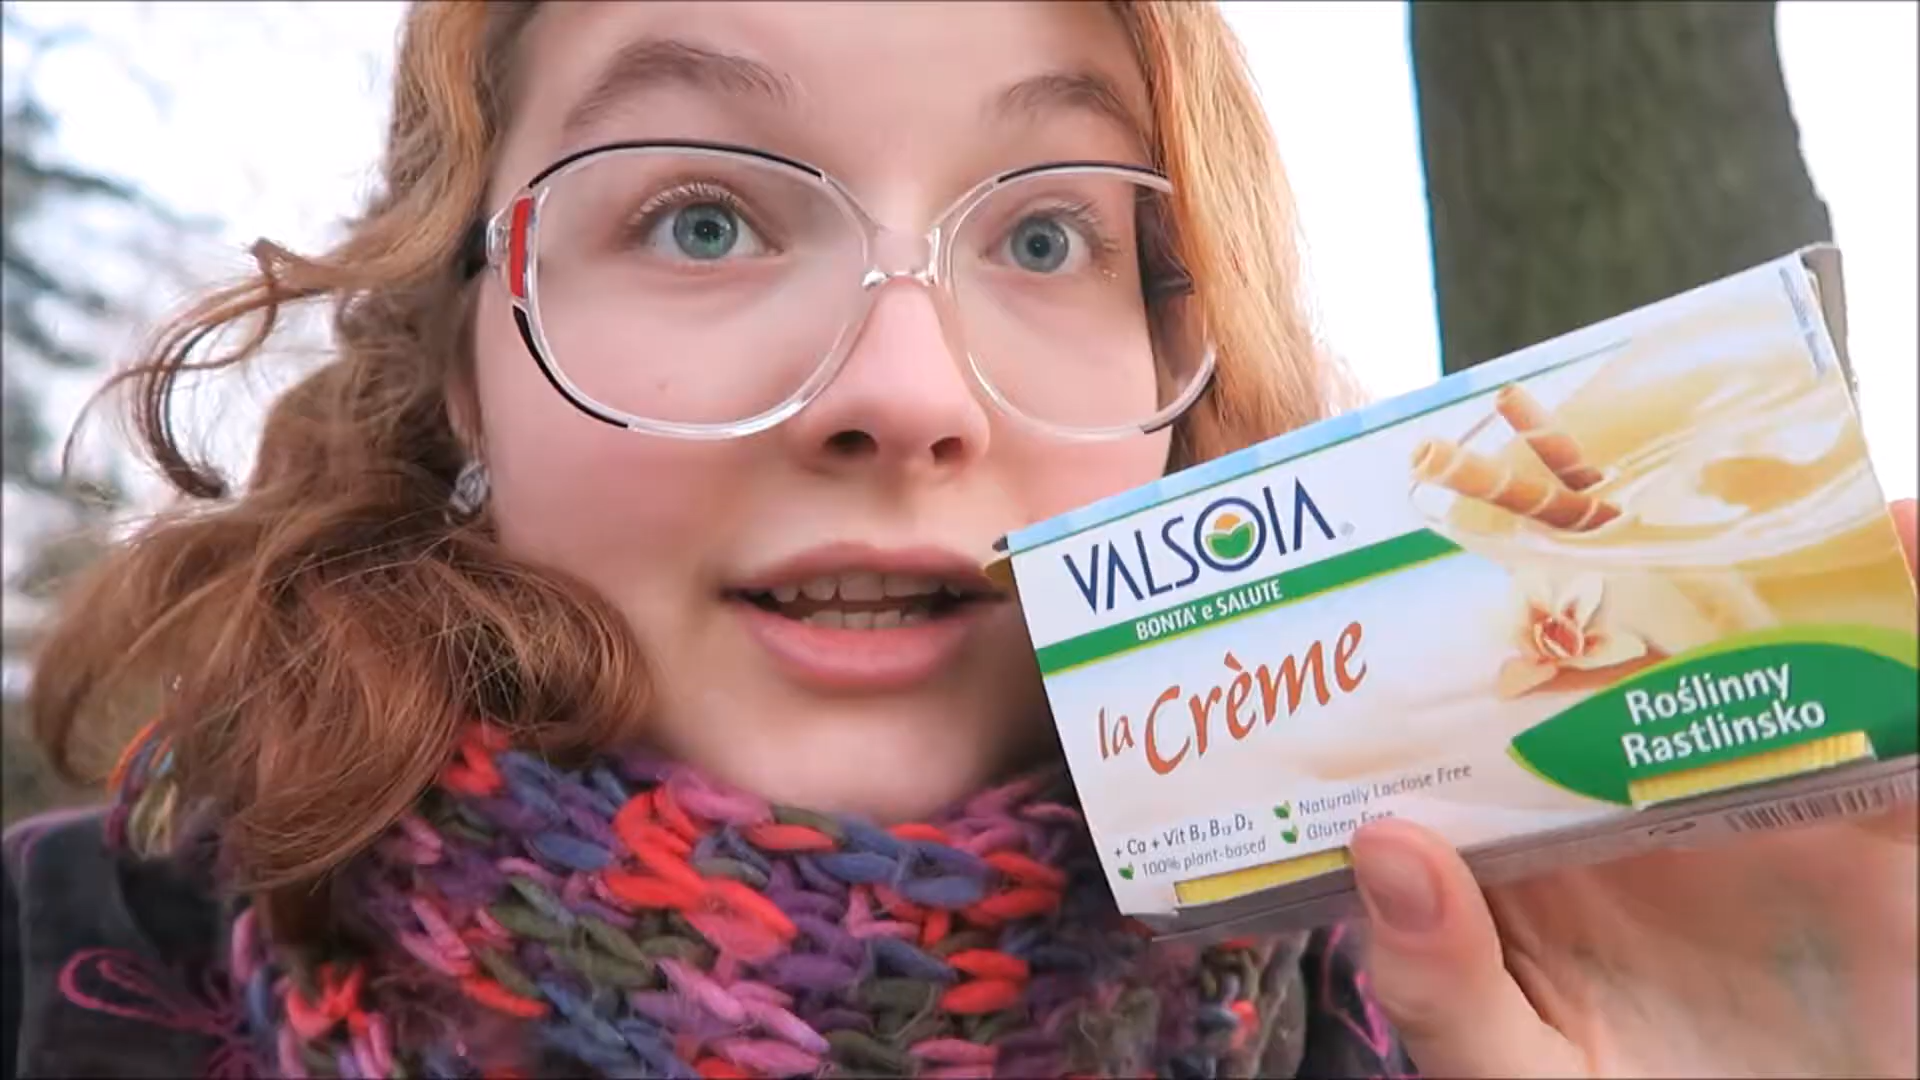 VALSOIA®
BONTA' e SALUTE
la Crème
Roślinny
Rastlinsko
+ Ca + Vit B₂ B₁₂ D₂
100% plant-based
Naturally Lactose Free
Gluten Free